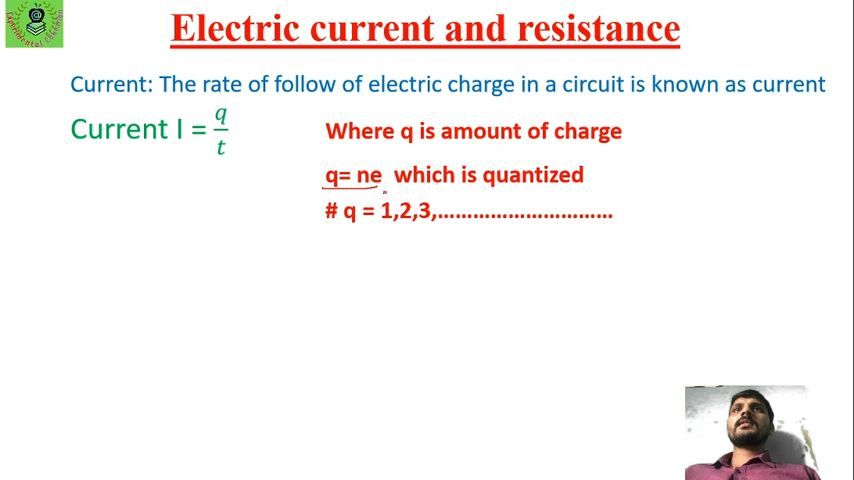 Electric current and resistance
Current: The rate of follow of electric charge in a circuit is known as current
Current I = q/t
Where q is amount of charge
q= ne which is quantized
# q = 1,2,3,..............................